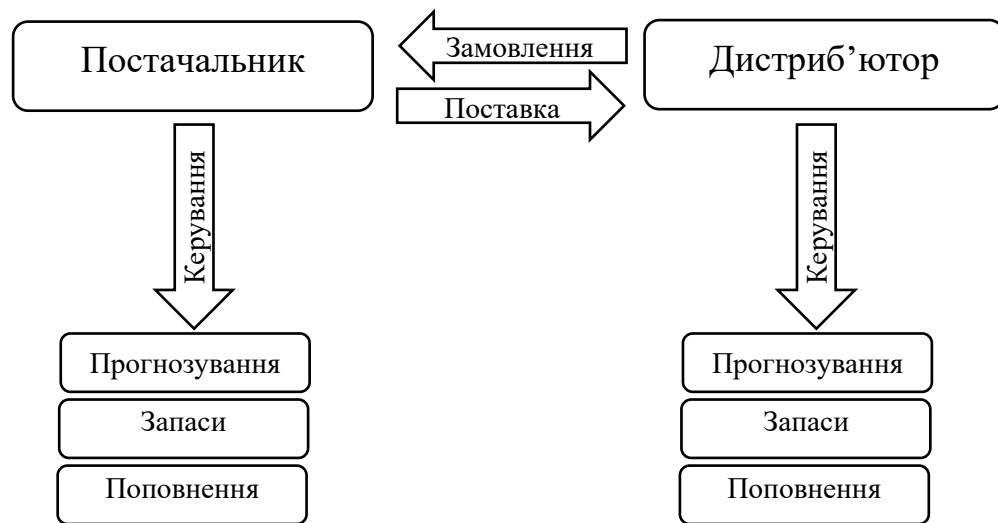 Постачальник
Замовлення
Поставка
Дистриб’ютор
Керування
Керування
Прогнозування
Запаси
Поповнення
Прогнозування
Запаси
Поповнення